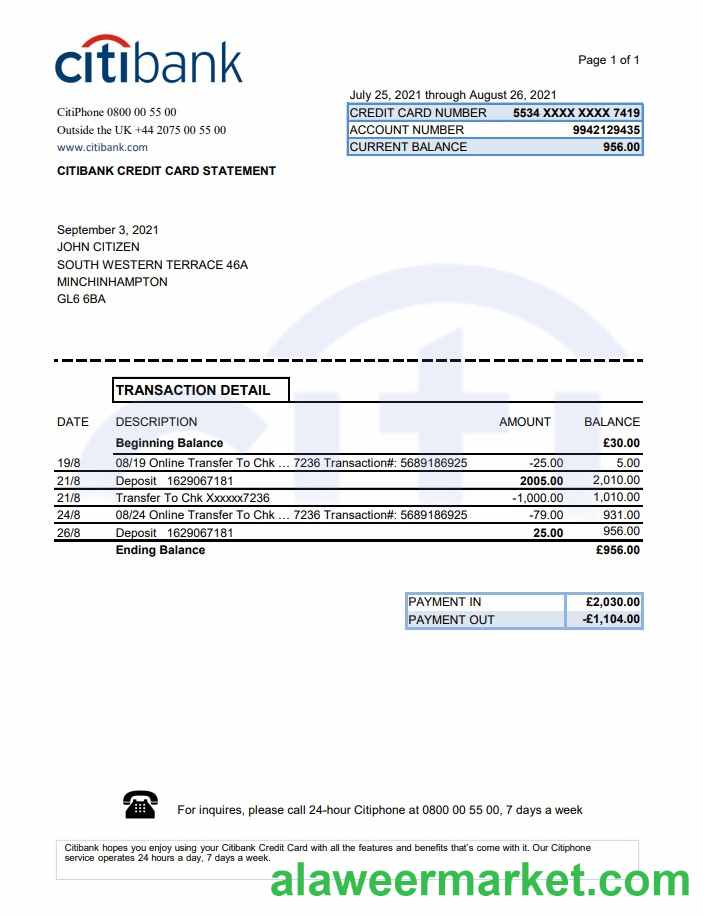 citibank
Page 1 of 1
July 25, 2021 through August 26, 2021
CitiPhone 0800 00 55 00
CREDIT CARD NUMBER 5534 XXXX XXXX 7419
Outside the UK +44 2075 00 55 00
ACCOUNT NUMBER 9942129435
www.citibank.com
CURRENT BALANCE 956.00
CITIBANK CREDIT CARD STATEMENT
September 3, 2021
JOHN CITIZEN
SOUTH WESTERN TERRACE 46A
MINCHINHAMPTON
GL6 6BA
citi
TRANSACTION DETAIL
DATE DESCRIPTION AMOUNT BALANCE
Beginning Balance £30.00
19/8 08/19 Online Transfer To Chk ... 7236 Transaction#: 5689186925 -25.00 5.00
21/8 Deposit 1629067181 2005.00 2,010.00
21/8 Transfer To Chk Xxxxxx7236 -1,000.00 1,010.00
24/8 08/24 Online Transfer To Chk ... 7236 Transaction#: 5689186925 -79.00 931.00
26/8 Deposit 1629067181 25.00 956.00
Ending Balance £956.00
PAYMENT IN £2,030.00
PAYMENT OUT -£1,104.00
For inquires, please call 24-hour Citiphone at 0800 00 55 00, 7 days a week
Citibank hopes you enjoy using your Citibank Credit Card with all the features and benefits that's come with it. Our Citiphone
service operates 24 hours a day, 7 days a week.
alaweermarket.com